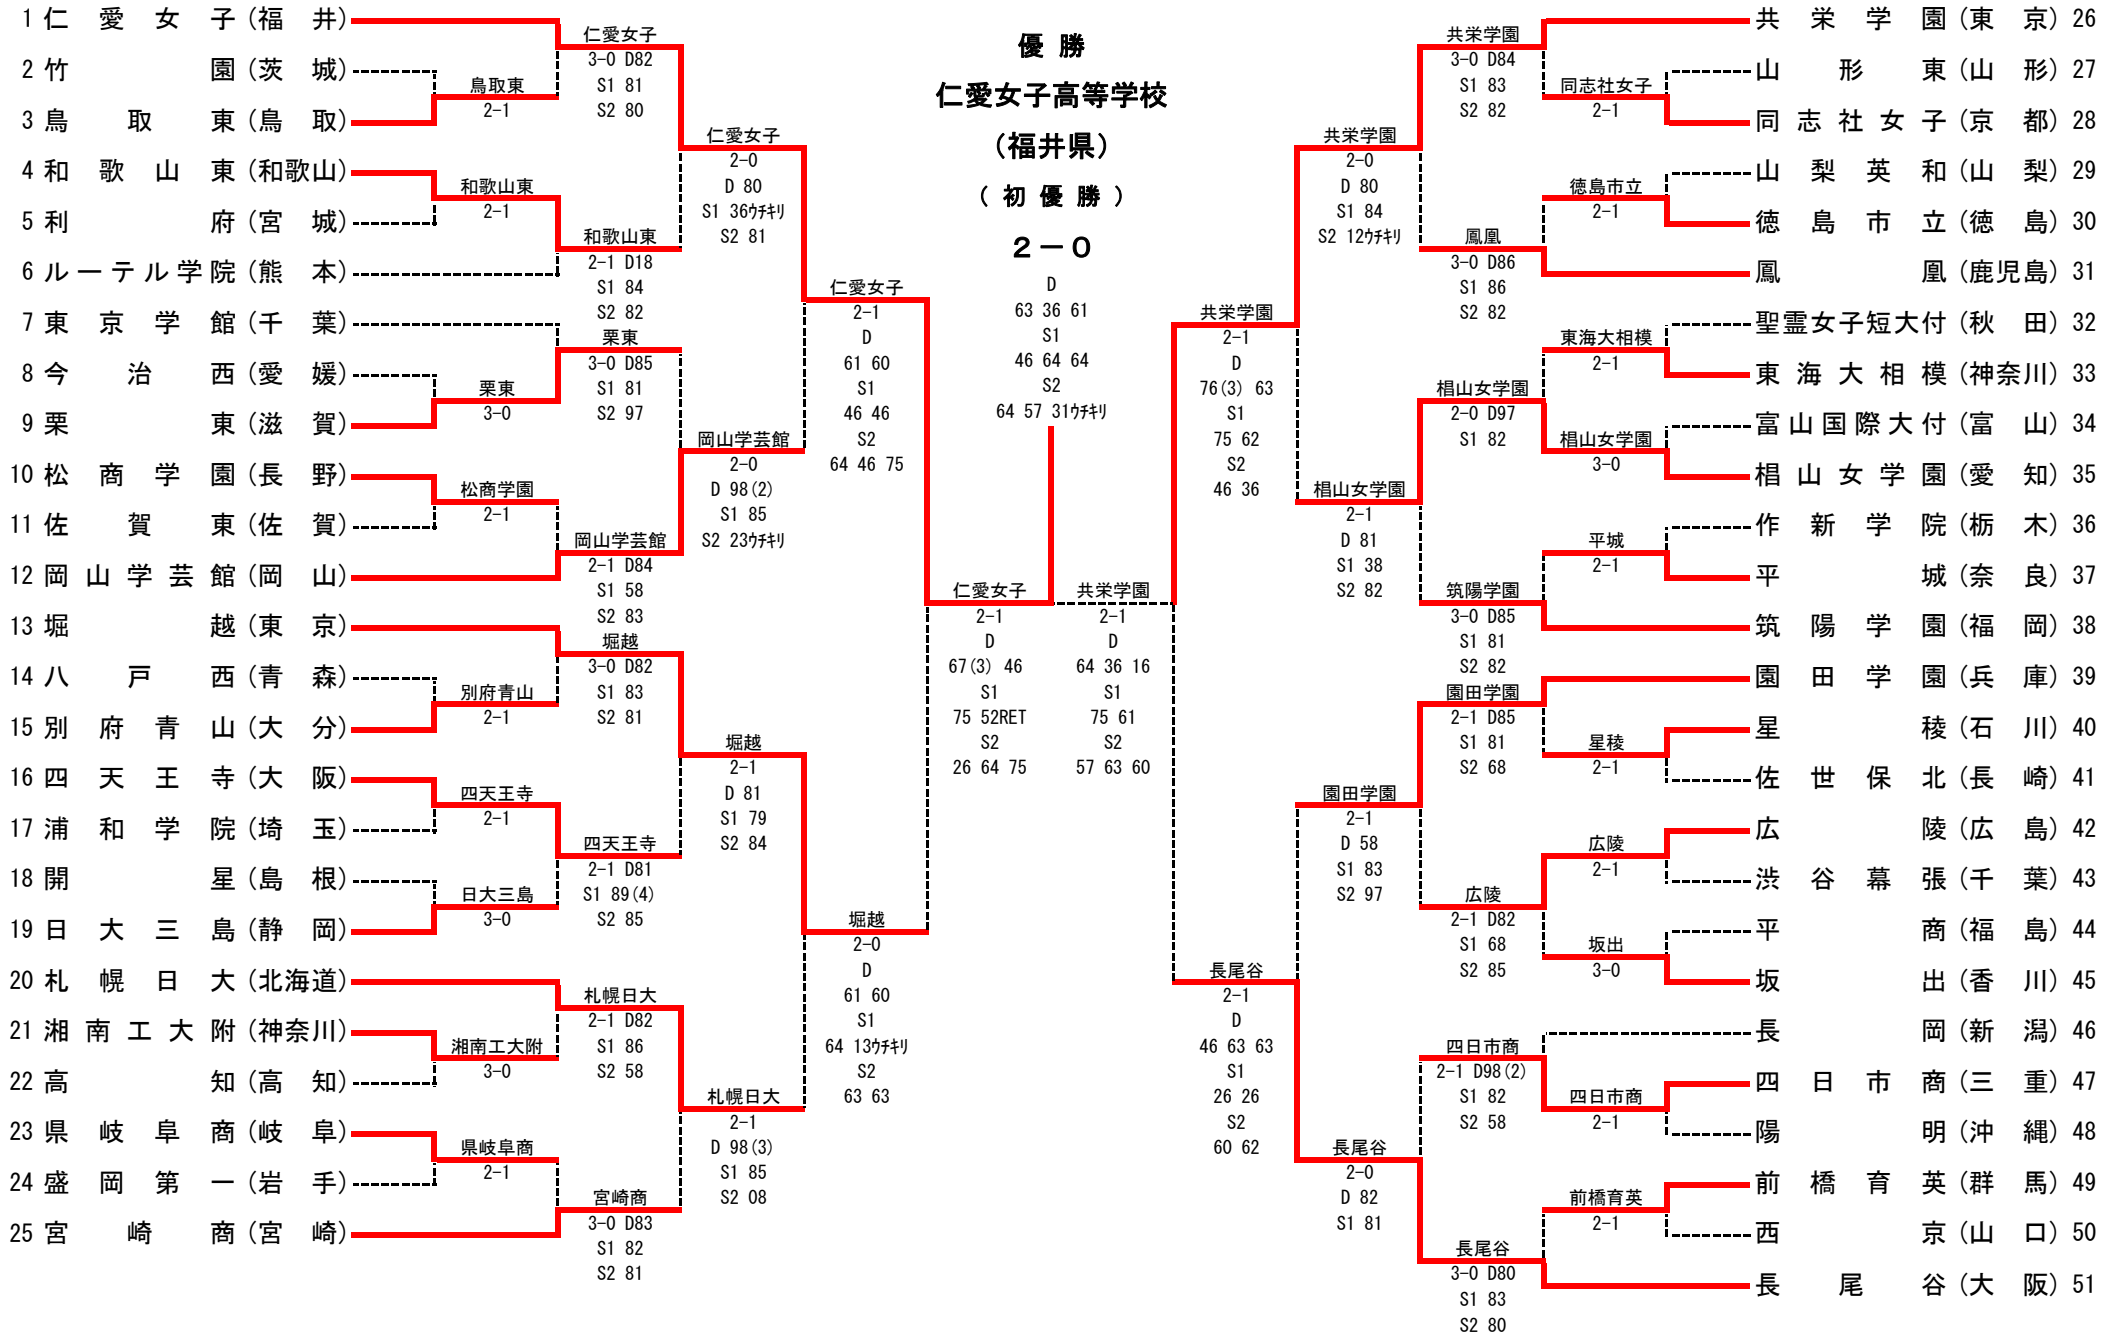 優勝
仁愛女子高等学校
(福井県)
(初優勝)
2－0
D
63 36 61
S1
46 64 64
S2
64 57 31ウチキリ
1 仁愛女子(福井)
2 竹園(茨城)
3 鳥取東(鳥取)
4 和歌山東(和歌山)
5 利府(宮城)
6 ルーテル学院(熊本)
7 東京学館(千葉)
8 今治西(愛媛)
9 栗東(滋賀)
10 松商学園(長野)
11 佐賀東(佐賀)
12 岡山学芸館(岡山)
13 堀越(東京)
14 八戸西(青森)
15 別府青山(大分)
16 四天王寺(大阪)
17 浦和学院(埼玉)
18 開星(島根)
19 日大三島(静岡)
20 札幌日大(北海道)
21 湘南工大附(神奈川)
22 高知(高知)
23 県岐阜商(岐阜)
24 盛岡第一(岩手)
25 宮崎商(宮崎)
鳥取東
2-1
和歌山東
2-1
栗東
3-0
松商学園
2-1
別府青山
2-1
四天王寺
2-1
日大三島
3-0
湘南工大附
3-0
県岐阜商
2-1
仁愛女子
3-0 D82
S1 81
S2 80
和歌山東
2-1 D18
S1 84
S2 82
栗東
3-0 D85
S1 81
S2 97
岡山学芸館
2-1 D84
S1 58
S2 83
堀越
3-0 D82
S1 83
S2 81
四天王寺
2-1 D81
S1 89(4)
S2 85
札幌日大
2-1 D82
S1 86
S2 58
宮崎商
3-0 D83
S1 82
S2 81
仁愛女子
2-0
D 80
S1 36ウチキリ
S2 81
岡山学芸館
2-0
D 98(2)
S1 85
S2 23ウチキリ
堀越
2-1
D 81
S1 79
S2 84
札幌日大
2-1
D 98(3)
S1 85
S2 08
仁愛女子
2-1
D
61 60
S1
46 46
S2
64 46 75
堀越
2-0
D
61 60
S1
64 13ウチキリ
S2
63 63
仁愛女子
2-1
D
67(3) 46
S1
75 52RET
S2
26 64 75
共栄学園
2-1
D
64 36 16
S1
75 61
S2
57 63 60
共栄学園
2-1
D
76(3) 63
S1
75 62
S2
46 36
長尾谷
2-1
D
46 63 63
S1
26 26
S2
60 62
共栄学園
2-0
D 80
S1 84
S2 12ウチキリ
椙山女学園
2-1
D 81
S1 38
S2 82
園田学園
2-1
D 58
S1 83
S2 97
長尾谷
2-0
D 82
S1 81
共栄学園
3-0 D84
S1 83
S2 82
鳳凰
3-0 D86
S1 86
S2 82
椙山女学園
2-0 D97
S1 82
筑陽学園
3-0 D85
S1 81
S2 82
園田学園
2-1 D85
S1 81
S2 68
広陵
2-1 D82
S1 68
S2 85
四日市商
2-1 D98(2)
S1 82
S2 58
長尾谷
3-0 D80
S1 83
S2 80
同志社女子
2-1
徳島市立
2-1
東海大相模
2-1
椙山女学園
3-0
平城
2-1
星稜
2-1
広陵
2-1
坂出
3-0
四日市商
2-1
前橋育英
2-1
共栄学園(東京) 26
山形東(山形) 27
同志社女子(京都) 28
山梨英和(山梨) 29
徳島市立(徳島) 30
鳳凰(鹿児島) 31
聖霊女子短大付(秋田) 32
東海大相模(神奈川) 33
富山国際大付(富山) 34
椙山女学園(愛知) 35
作新学院(栃木) 36
平城(奈良) 37
筑陽学園(福岡) 38
園田学園(兵庫) 39
星稜(石川) 40
佐世保北(長崎) 41
広陵(広島) 42
渋谷幕張(千葉) 43
平商(福島) 44
坂出(香川) 45
長岡(新潟) 46
四日市商(三重) 47
陽明(沖縄) 48
前橋育英(群馬) 49
西京(山口) 50
長尾谷(大阪) 51